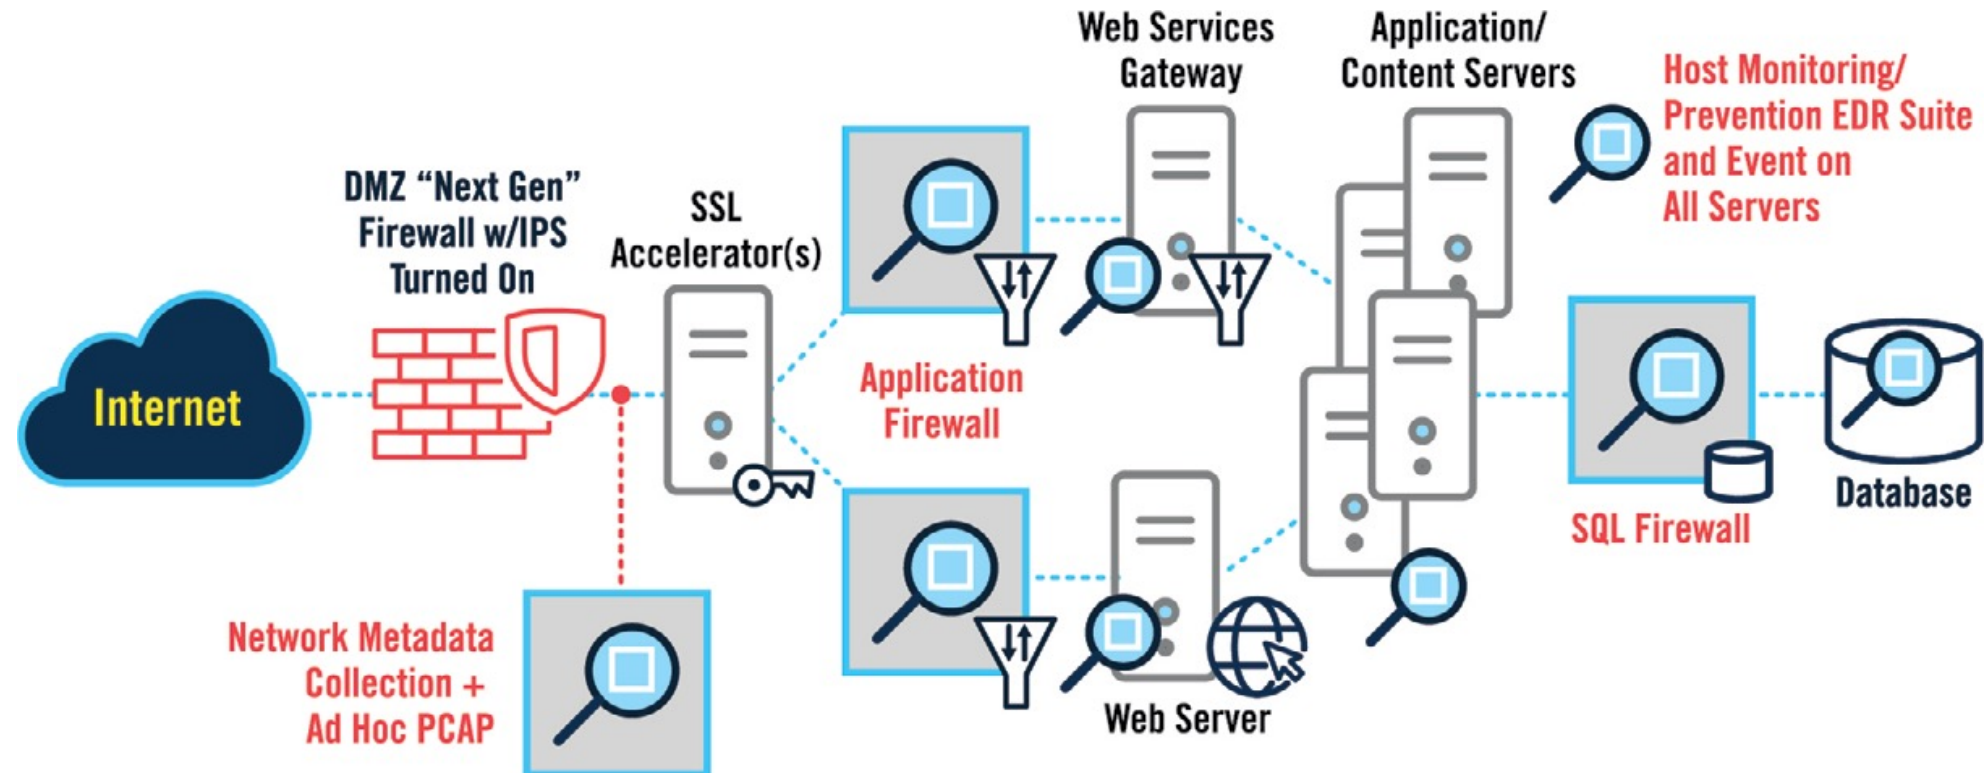 Web Services
Gateway
Application/
Content Servers
Host Monitoring/
Prevention EDR Suite
and Event on
All Servers
DMZ “Next Gen”
Firewall w/IPS
Turned On
SSL
Accelerator(s)
Internet
Application
Firewall
Database
SQL Firewall
Network Metadata
Collection +
Ad Hoc PCAP
Web Server